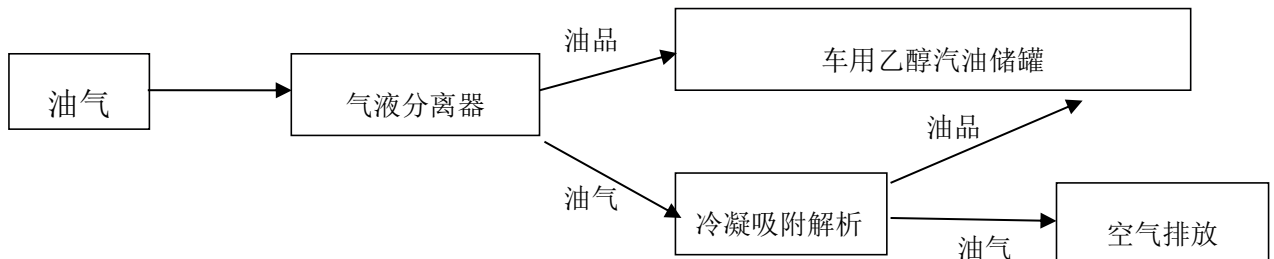 油品
车用乙醇汽油储罐
油气
气液分离器
油品
油气
冷凝吸附解析
油气
空气排放